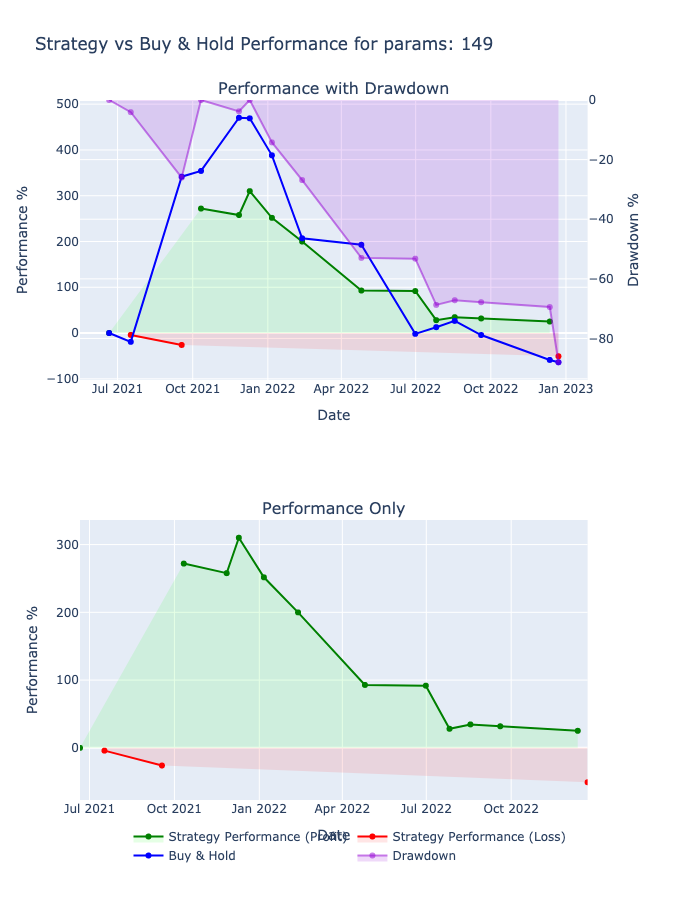 Strategy vs Buy & Hold Performance for params: 149
Performance with Drawdown
500
400
300
200
100
0
−100
Performance %
0
−20
−40
−60
−80
Drawdown %
Jul 2021 Oct 2021 Jan 2022 Apr 2022 Jul 2022 Oct 2022 Jan 2023
Date
Performance Only
300
200
100
0
Performance %
Jul 2021 Oct 2021 Jan 2022 Apr 2022 Jul 2022 Oct 2022
Date
Strategy Performance (Profit) Strategy Performance (Loss)
Buy & Hold Drawdown